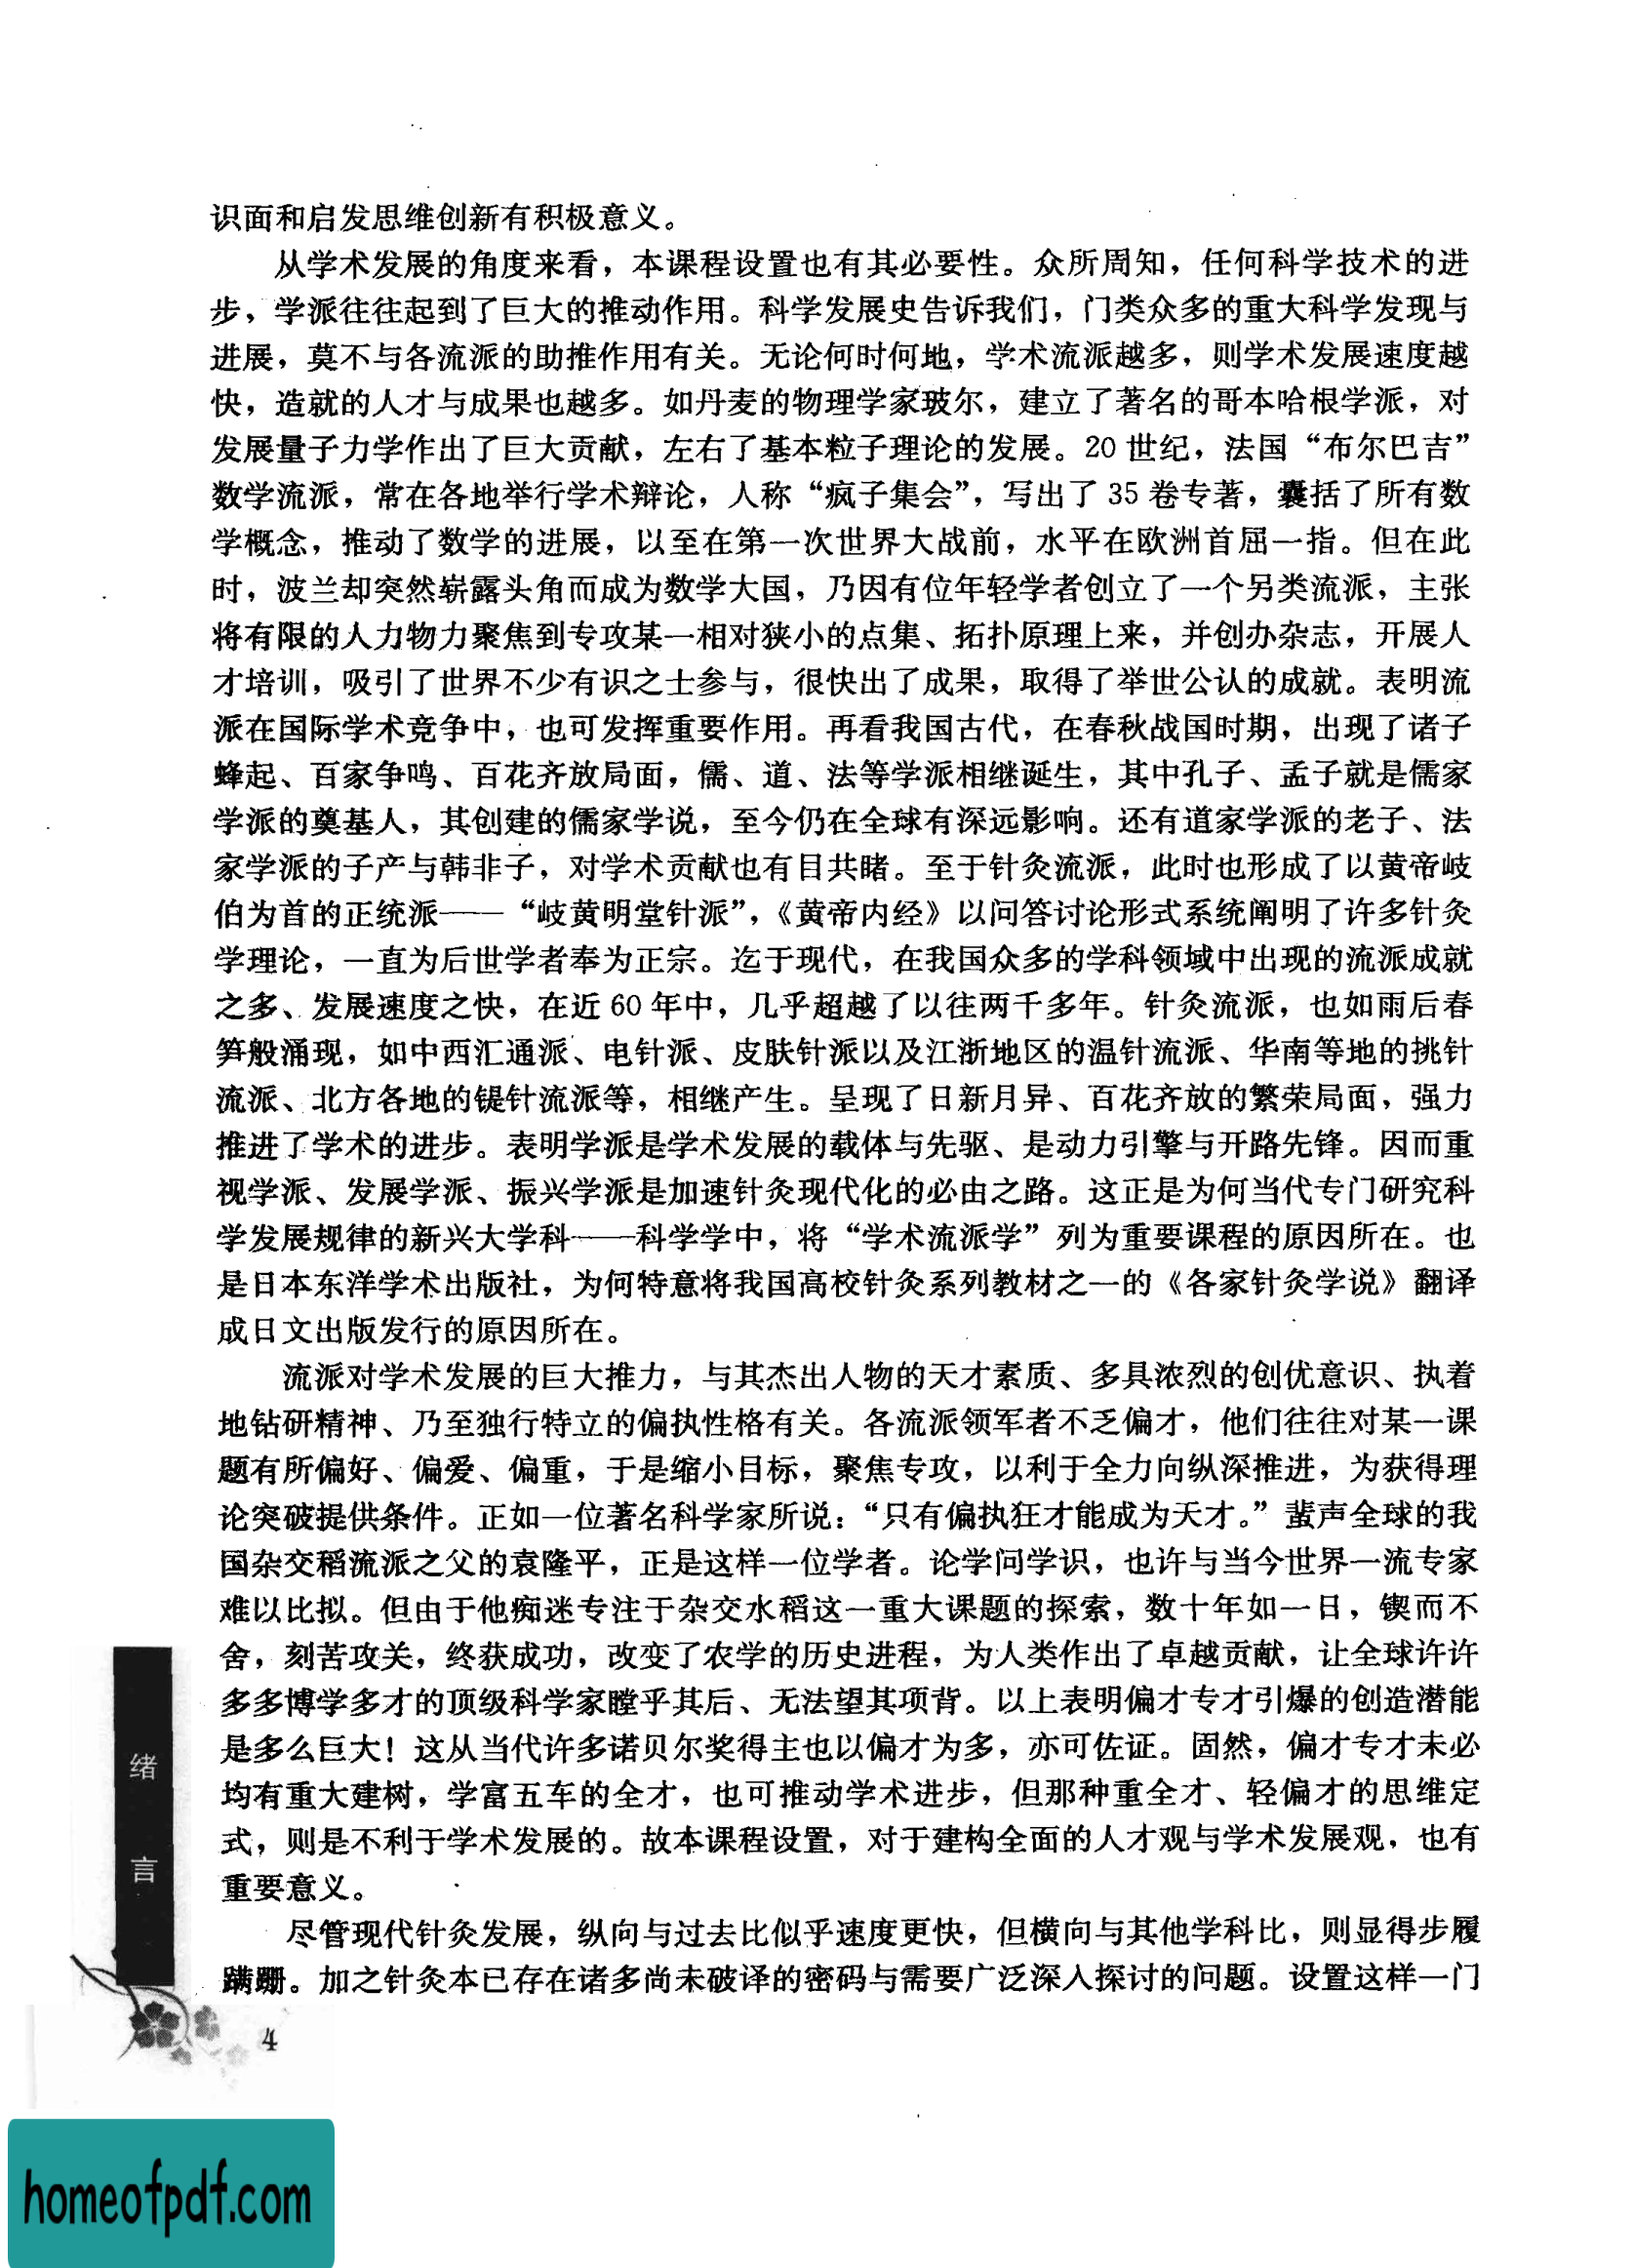 识面和启发思维创新有积极意义。
从学术发展的角度来看，本课程设置也有其必要性。众所周知，任何科学技术的进
步，学派往往起到了巨大的推动作用。科学发展史告诉我们，门类众多的重大科学发现与
进展，莫不与各流派的助推作用有关。无论何时何地，学术流派越多，则学术发展速度越
快，造就的人才与成果也越多。如丹麦的物理学家玻尔，建立了著名的哥本哈根学派，对
发展量子力学作出了巨大贡献，左右了基本粒子理论的发展。20 世纪，法国“布尔巴吉”
数学流派，常在各地举行学术辩论，人称“疯子集会”，写出了 35 卷专著，囊括了所有数
学概念，推动了数学的进展，以至在第一次世界大战前，水平在欧洲首屈一指。但在此
时，波兰却突然崭露头角而成为数学大国，乃因有位年轻学者创立了一个另类流派，主张
将有限的人力物力聚焦到专攻某一相对狭小的点集、拓扑原理上来，并创办杂志，开展人
才培训，吸引了世界不少有识之士参与，很快出了成果，取得了举世公认的成就。表明流
派在国际学术竞争中，也可发挥重要作用。再看我国古代，在春秋战国时期，出现了诸子
蜂起、百家争鸣、百花齐放局面，儒、道、法等学派相继诞生，其中孔子、孟子就是儒家
学派的奠基人，其创建的儒家学说，至今仍在全球有深远影响。还有道家学派的老子、法
家学派的子产与韩非子，对学术贡献也有目共睹。至于针灸流派，此时也形成了以黄帝岐
伯为首的正统派——“岐黄明堂针派”，《黄帝内经》以问答讨论形式系统阐明了许多针灸
学理论，一直为后世学者奉为正宗。迄于现代，在我国众多的学科领域中出现的流派成就
之多、发展速度之快，在近 60 年中，几乎超越了以往两千多年。针灸流派，也如雨后春
笋般涌现，如中西汇通派、电针派、皮肤针派以及江浙地区的温针流派、华南等地的挑针
流派、北方各地的鍉针流派等，相继产生。呈现了日新月异、百花齐放的繁荣局面，强力
推进了学术的进步。表明学派是学术发展的载体与先驱、是动力引擎与开路先锋。因而重
视学派、发展学派、振兴学派是加速针灸现代化的必由之路。这正是为何当代专门研究科
学发展规律的新兴大学科——科学学中，将“学术流派学”列为重要课程的原因所在。也
是日本东洋学术出版社，为何特意将我国高校针灸系列教材之一的《各家针灸学说》翻译
成日文出版发行的原因所在。
流派对学术发展的巨大推力，与其杰出人物的天才素质、多具浓烈的创优意识、执着
地钻研精神、乃至独行特立的偏执性格有关。各流派领军者不乏偏才，他们往往对某一课
题有所偏好、偏爱、偏重，于是缩小目标，聚焦专攻，以利于全力向纵深推进，为获得理
论突破提供条件。正如一位著名科学家所说：“只有偏执狂才能成为天才。”蜚声全球的我
国杂交稻流派之父的袁隆平，正是这样一位学者。论学问学识，也许与当今世界一流专家
难以比拟。但由于他痴迷专注于杂交水稻这一重大课题的探索，数十年如一日，锲而不
舍，刻苦攻关，终获成功，改变了农学的历史进程，为人类作出了卓越贡献，让全球许许
多多博学多才的顶级科学家瞠乎其后、无法望其项背。以上表明偏才专才引爆的创造潜能
是多么巨大！这从当代许多诺贝尔奖得主也以偏才为多，亦可佐证。固然，偏才专才未必
均有重大建树，学富五车的全才，也可推动学术进步，但那种重全才、轻偏才的思维定
式，则是不利于学术发展的。故本课程设置，对于建构全面的人才观与学术发展观，也有
重要意义。
尽管现代针灸发展，纵向与过去比似乎速度更快，但横向与其他学科比，则显得步履
蹒跚。加之针灸本已存在诸多尚未破译的密码与需要广泛深入探讨的问题。设置这样一门
绪
言
4
homeofpdf.com